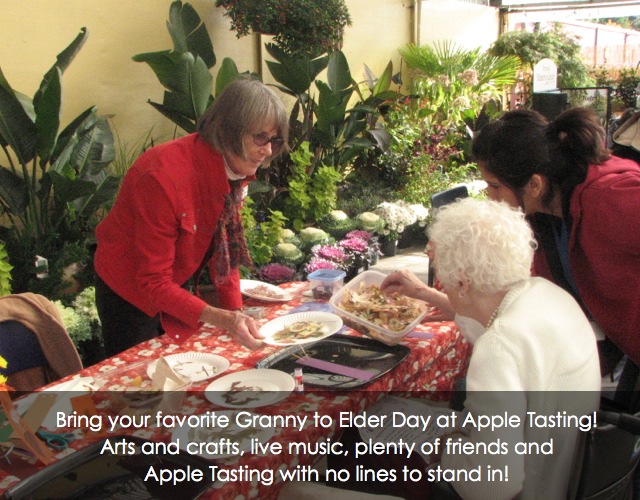 Bring your favorite Granny to Elder Day at Apple Tasting!
Arts and crafts, live music, plenty of friends and
Apple Tasting with no lines to stand in!